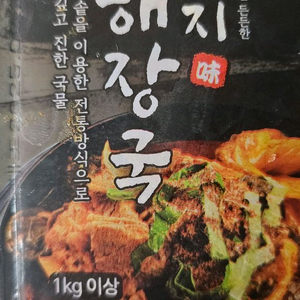 든든한
지
味
해장국
솥을 이용한 전통방식으로
깊고 진한 국물
1kg 이상